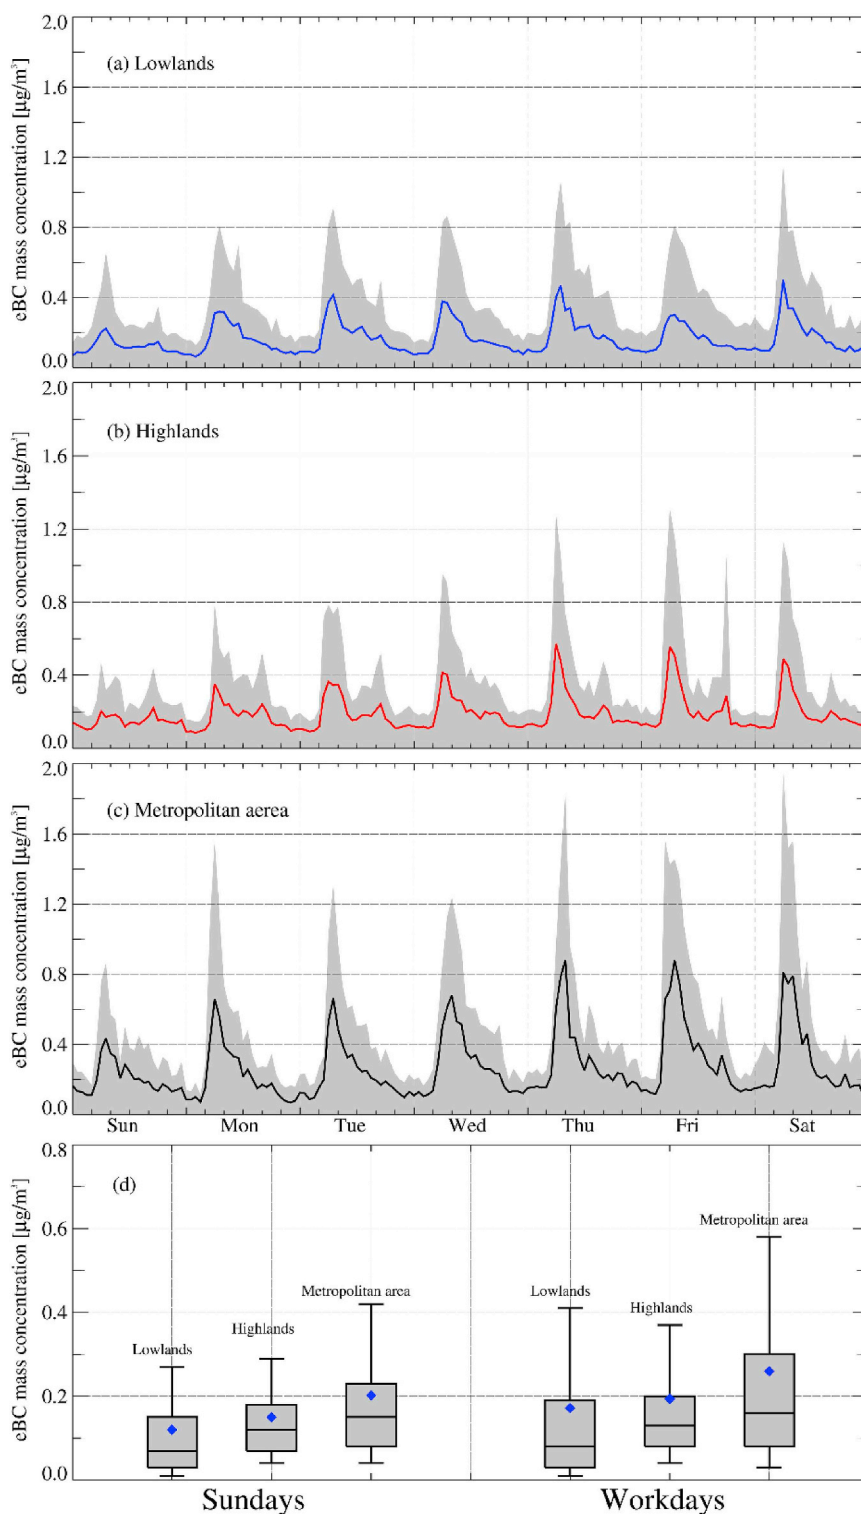 2.0
1.6
1.2
0.8
0.4
0.0
eBC mass concentration [µg/m³]
(a) Lowlands
2.0
1.6
1.2
0.8
0.4
0.0
eBC mass concentration [µg/m³]
(b) Highlands
2.0
1.6
1.2
0.8
0.4
0.0
eBC mass concentration [µg/m³]
(c) Metropolitan aerea
Sun Mon Tue Wed Thu Fri Sat
0.8
0.6
0.4
0.2
0.0
eBC mass concentration [µg/m³]
(d)
Lowlands
Highlands
Metropolitan area
Lowlands
Highlands
Metropolitan area
Sundays Workdays